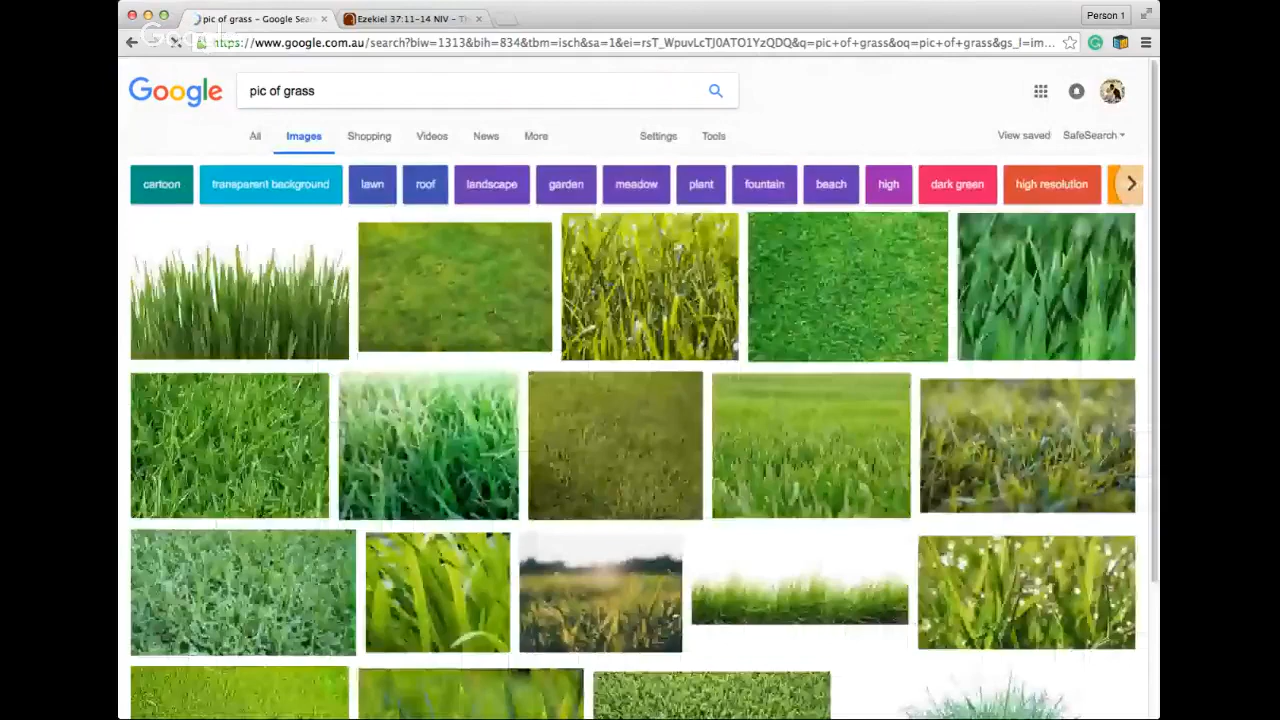 pic of grass - Google Sear
Ezekiel 37:11-14 NIV - Th
Person 1
Google
https://www.google.com.au/search?biw=1313&bih=834&tbm=isch&sa=1&ei=rsT_WpuvLcTJ0ATO1YzQDQ&q=pic+of+grass&oq=pic+of+grass&gs_l=im...
Google
pic of grass
All Images Shopping Videos News More Settings Tools View saved SafeSearch
cartoon transparent background lawn roof landscape garden meadow plant fountain beach high dark green high resolution